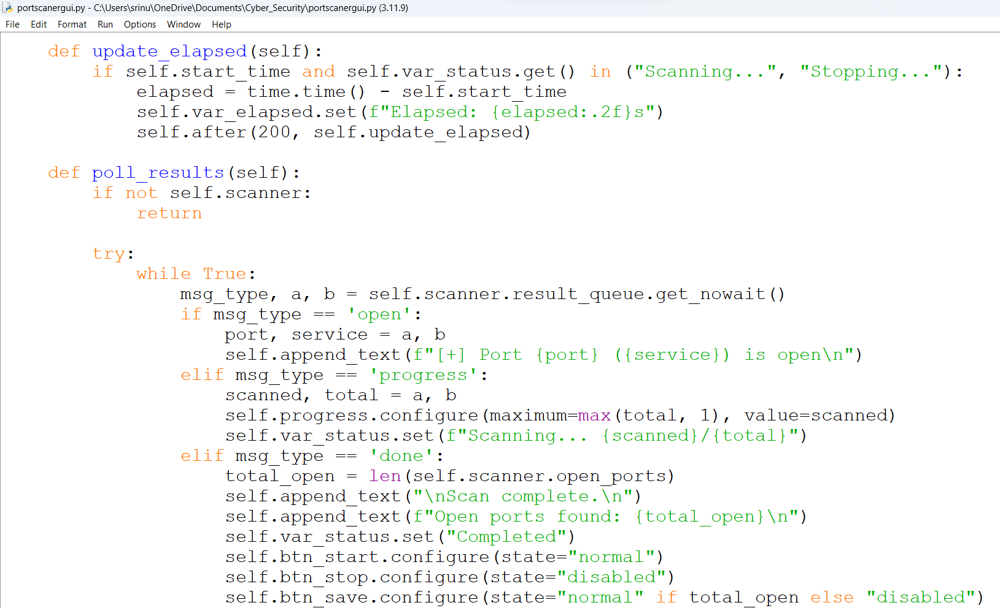 portscanergui.py - C:\Users\srinu\OneDrive\Documents\Cyber_Security\portscanergui.py (3.11.9)
File Edit Format Run Options Window Help
    def update_elapsed(self):
        if self.start_time and self.var_status.get() in ("Scanning...", "Stopping..."):
            elapsed = time.time() - self.start_time
            self.var_elapsed.set(f"Elapsed: {elapsed:.2f}s")
            self.after(200, self.update_elapsed)

    def poll_results(self):
        if not self.scanner:
            return

        try:
            while True:
                msg_type, a, b = self.scanner.result_queue.get_nowait()
                if msg_type == 'open':
                    port, service = a, b
                    self.append_text(f"[+] Port {port} ({service}) is open\n")
                elif msg_type == 'progress':
                    scanned, total = a, b
                    self.progress.configure(maximum=max(total, 1), value=scanned)
                    self.var_status.set(f"Scanning... {scanned}/{total}")
                elif msg_type == 'done':
                    total_open = len(self.scanner.open_ports)
                    self.append_text("\nScan complete.\n")
                    self.append_text(f"Open ports found: {total_open}\n")
                    self.var_status.set("Completed")
                    self.btn_start.configure(state="normal")
                    self.btn_stop.configure(state="disabled")
                    self.btn_save.configure(state="normal" if total_open else "disabled")